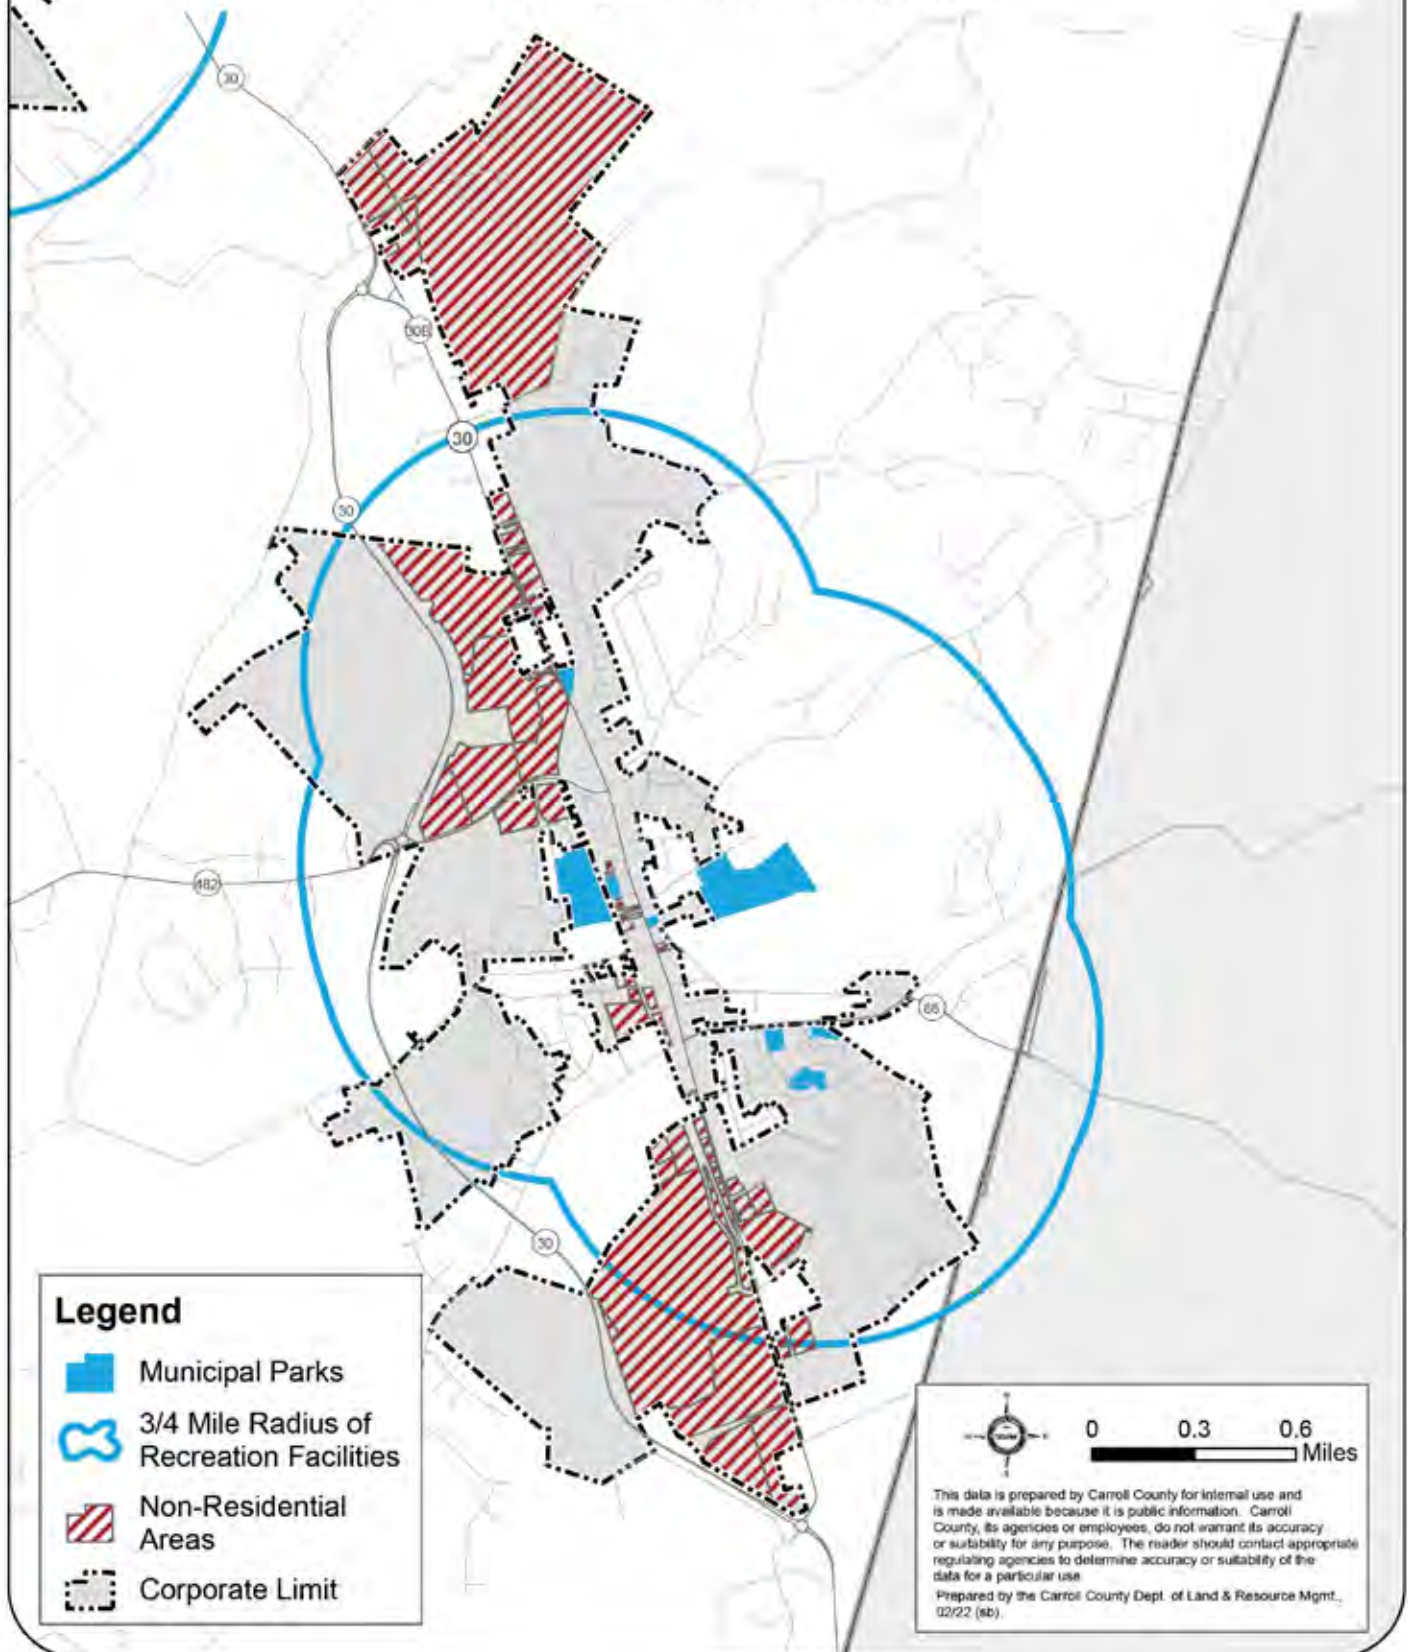 30
30B
30
30
482
66
30
Legend
Municipal Parks
3/4 Mile Radius of
Recreation Facilities
Non-Residential
Areas
Corporate Limit
0 0.3 0.6
Miles
This data is prepared by Carroll County for internal use and
is made available because it is public information. Carroll
County, its agencies or employees, do not warrant its accuracy
or suitability for any purpose. The reader should contact appropriate
regulating agencies to determine accuracy or suitability of the
data for a particular use
Prepared by the Carroll County Dept. of Land & Resource Mgmt.,
02/22 (sb).